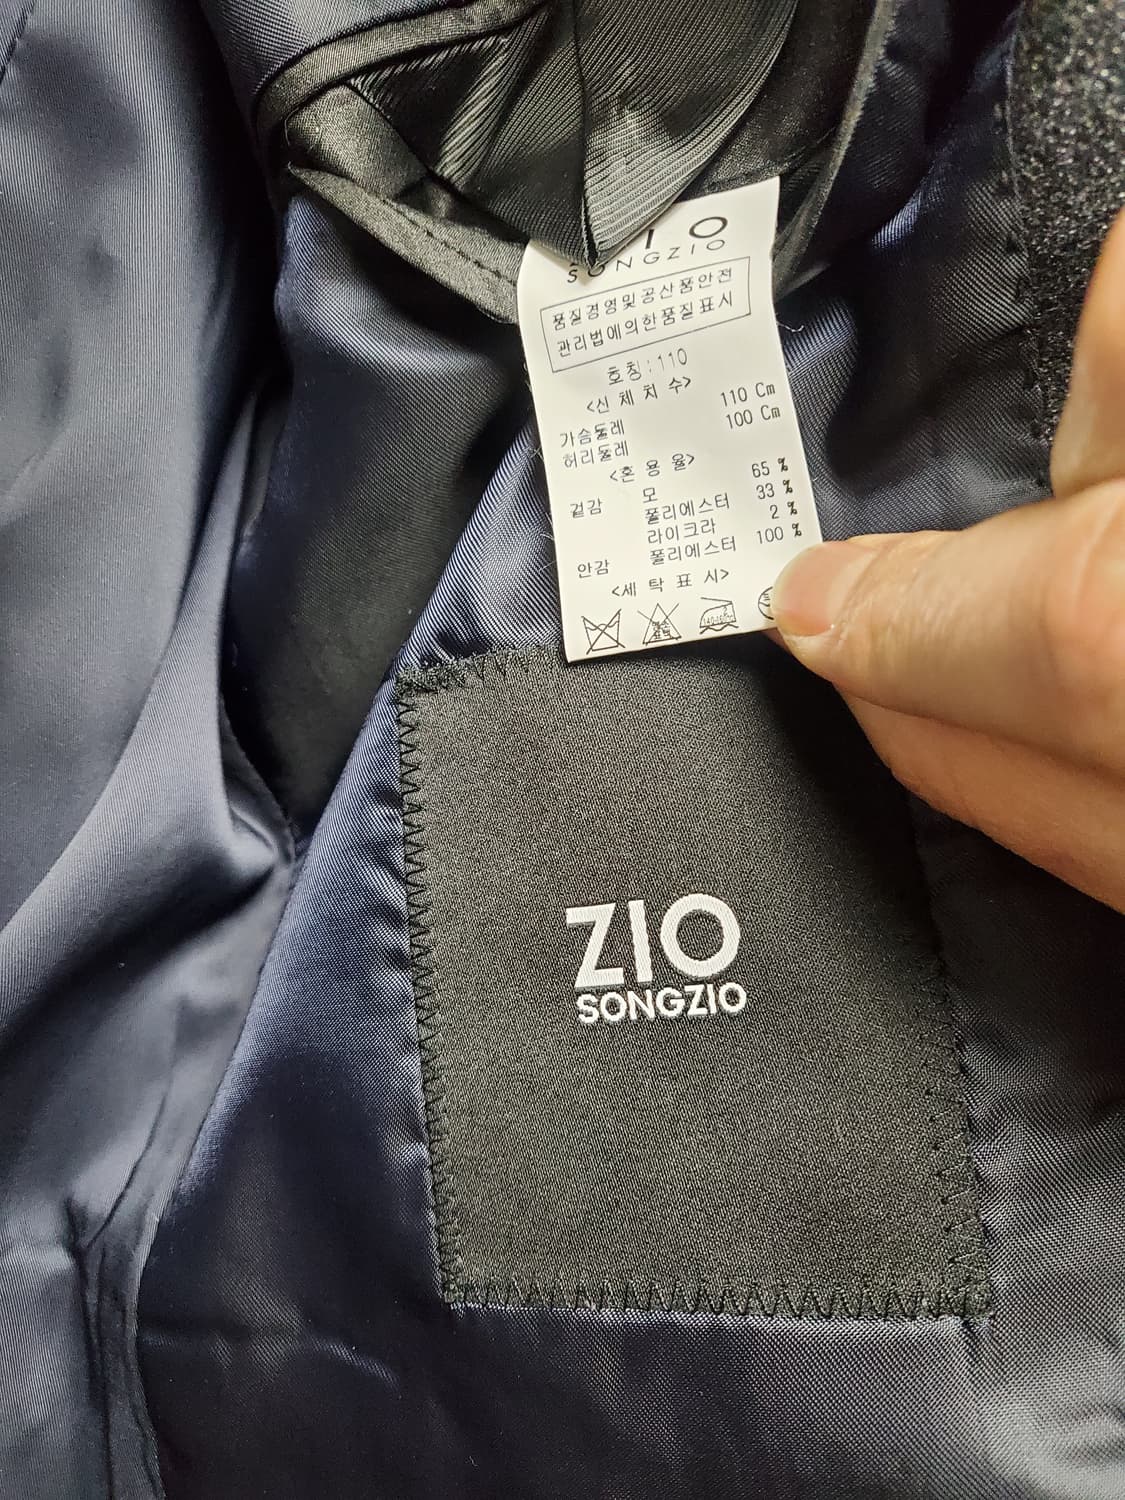 IO
SONGZIO
품질경영및공산품안전
관리법에의한품질표시
호칭:110
<신 체 치 수>
가슴둘레 110 Cm
허리둘레 100 Cm
<혼 용 율>
겉감 모 65 %
폴리에스터 33 %
라이크라 2 %
안감 폴리에스터 100 %
<세 탁 표 시>
ZIO
SONGZIO